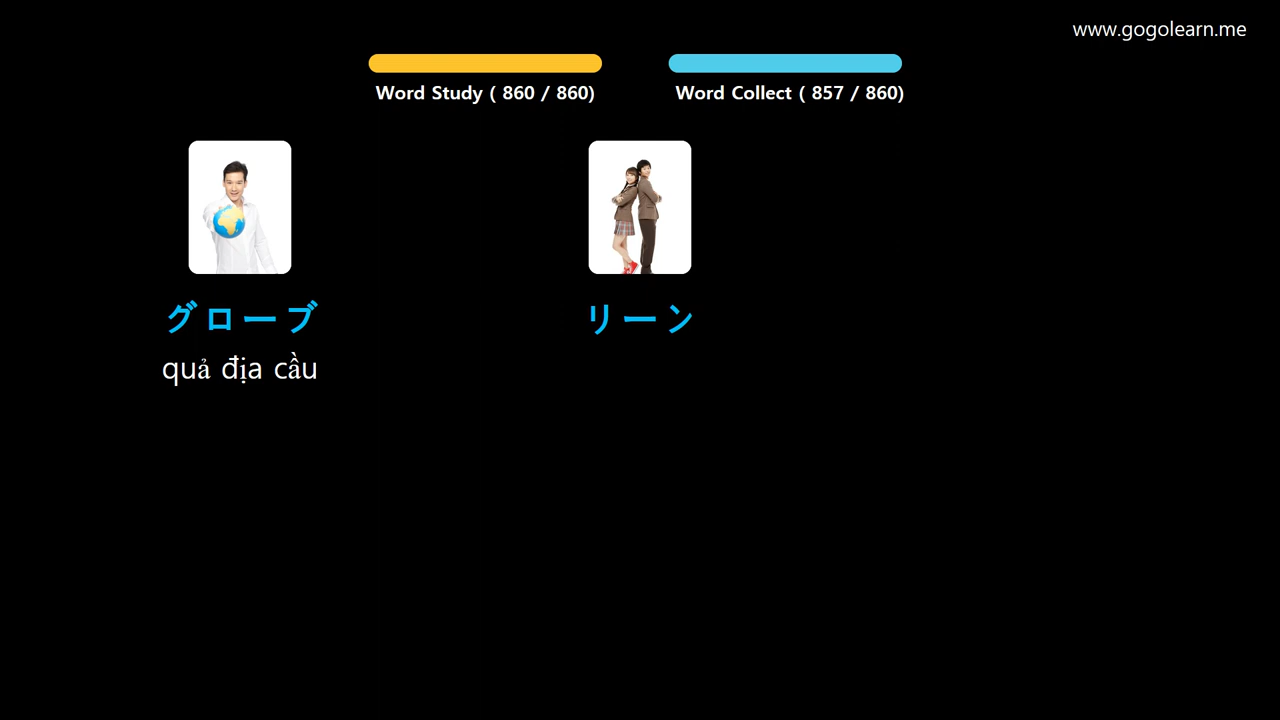 www.gogolearn.me
Word Study ( 860 / 860)
Word Collect ( 857 / 860)
グローブ
quả địa cầu
リーン